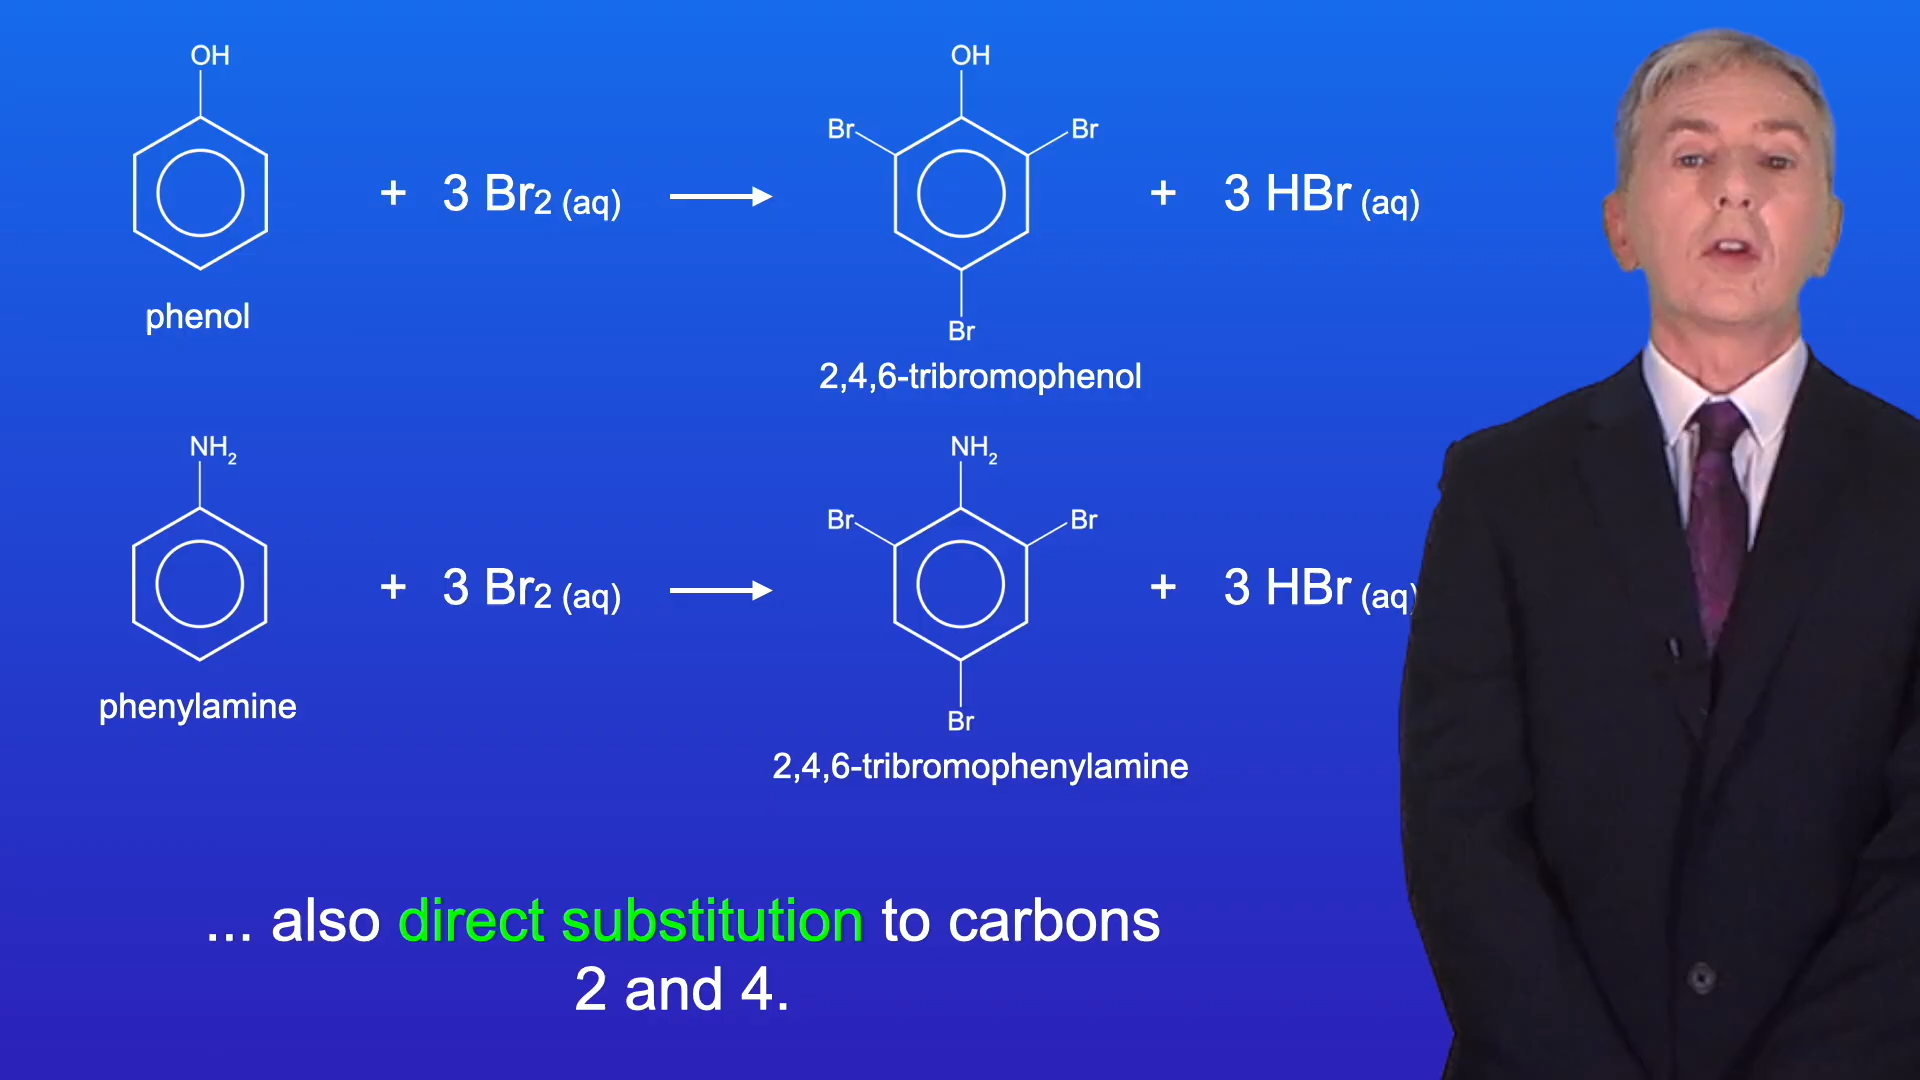 OH
+ 3 Br2 (aq)
phenol
OH
Br
Br
Br
2,4,6-tribromophenol
+ 3 HBr (aq)
NH2
+ 3 Br2 (aq)
phenylamine
NH2
Br
Br
Br
2,4,6-tribromophenylamine
+ 3 HBr (aq)
... also direct substitution to carbons
2 and 4.